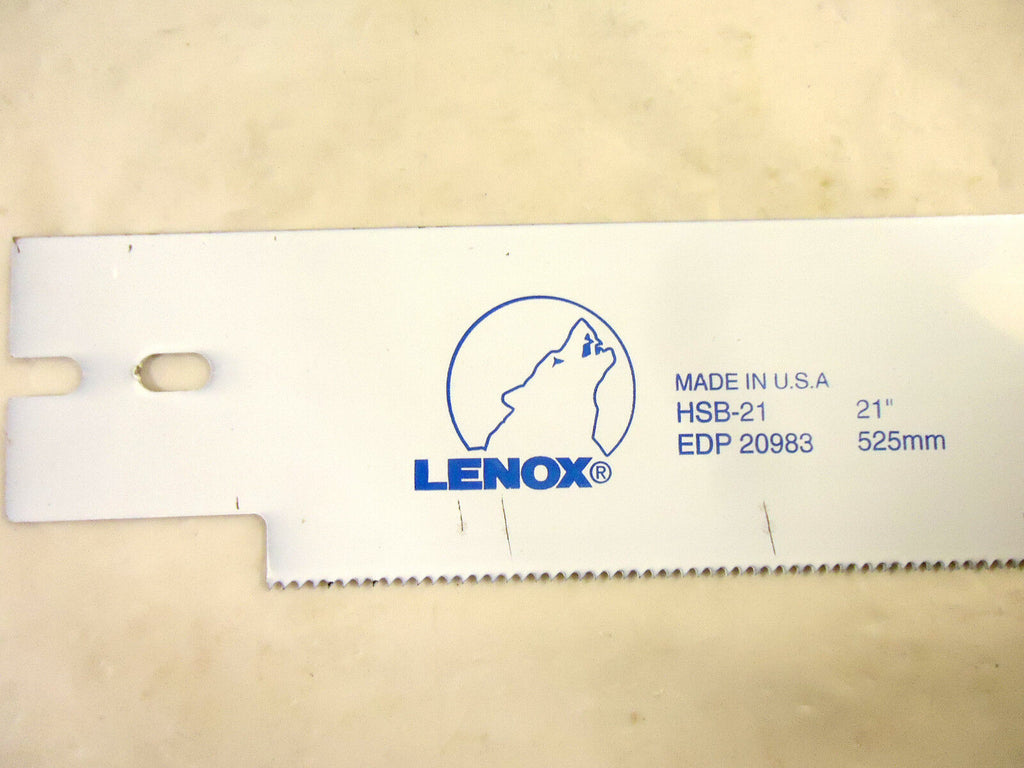 LENOX®
MADE IN U.S.A
HSB-21 21"
EDP 20983 525mm